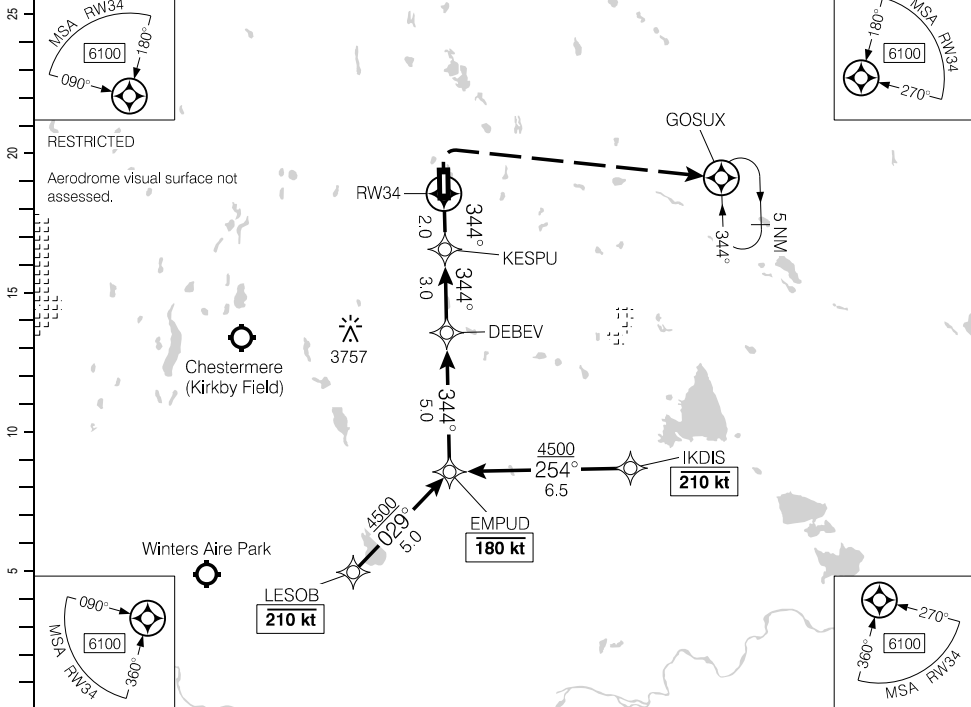 25
20
15
10
5
MSA RW34
6100
180°
090°
MSA RW34
6100
180°
270°
RESTRICTED
Aerodrome visual surface not
assessed.
GOSUX
344°
5 NM
RW34
344°
2.0
KESPU
344°
3.0
DEBEV
3757
Chestermere
(Kirkby Field)
344°
5.0
4500
254°
6.5
IKDIS
210 kt
EMPUD
180 kt
4500
029°
5.0
Winters Aire Park
LESOB
210 kt
090°
6100
360°
MSA RW34
270°
6100
360°
MSA RW34